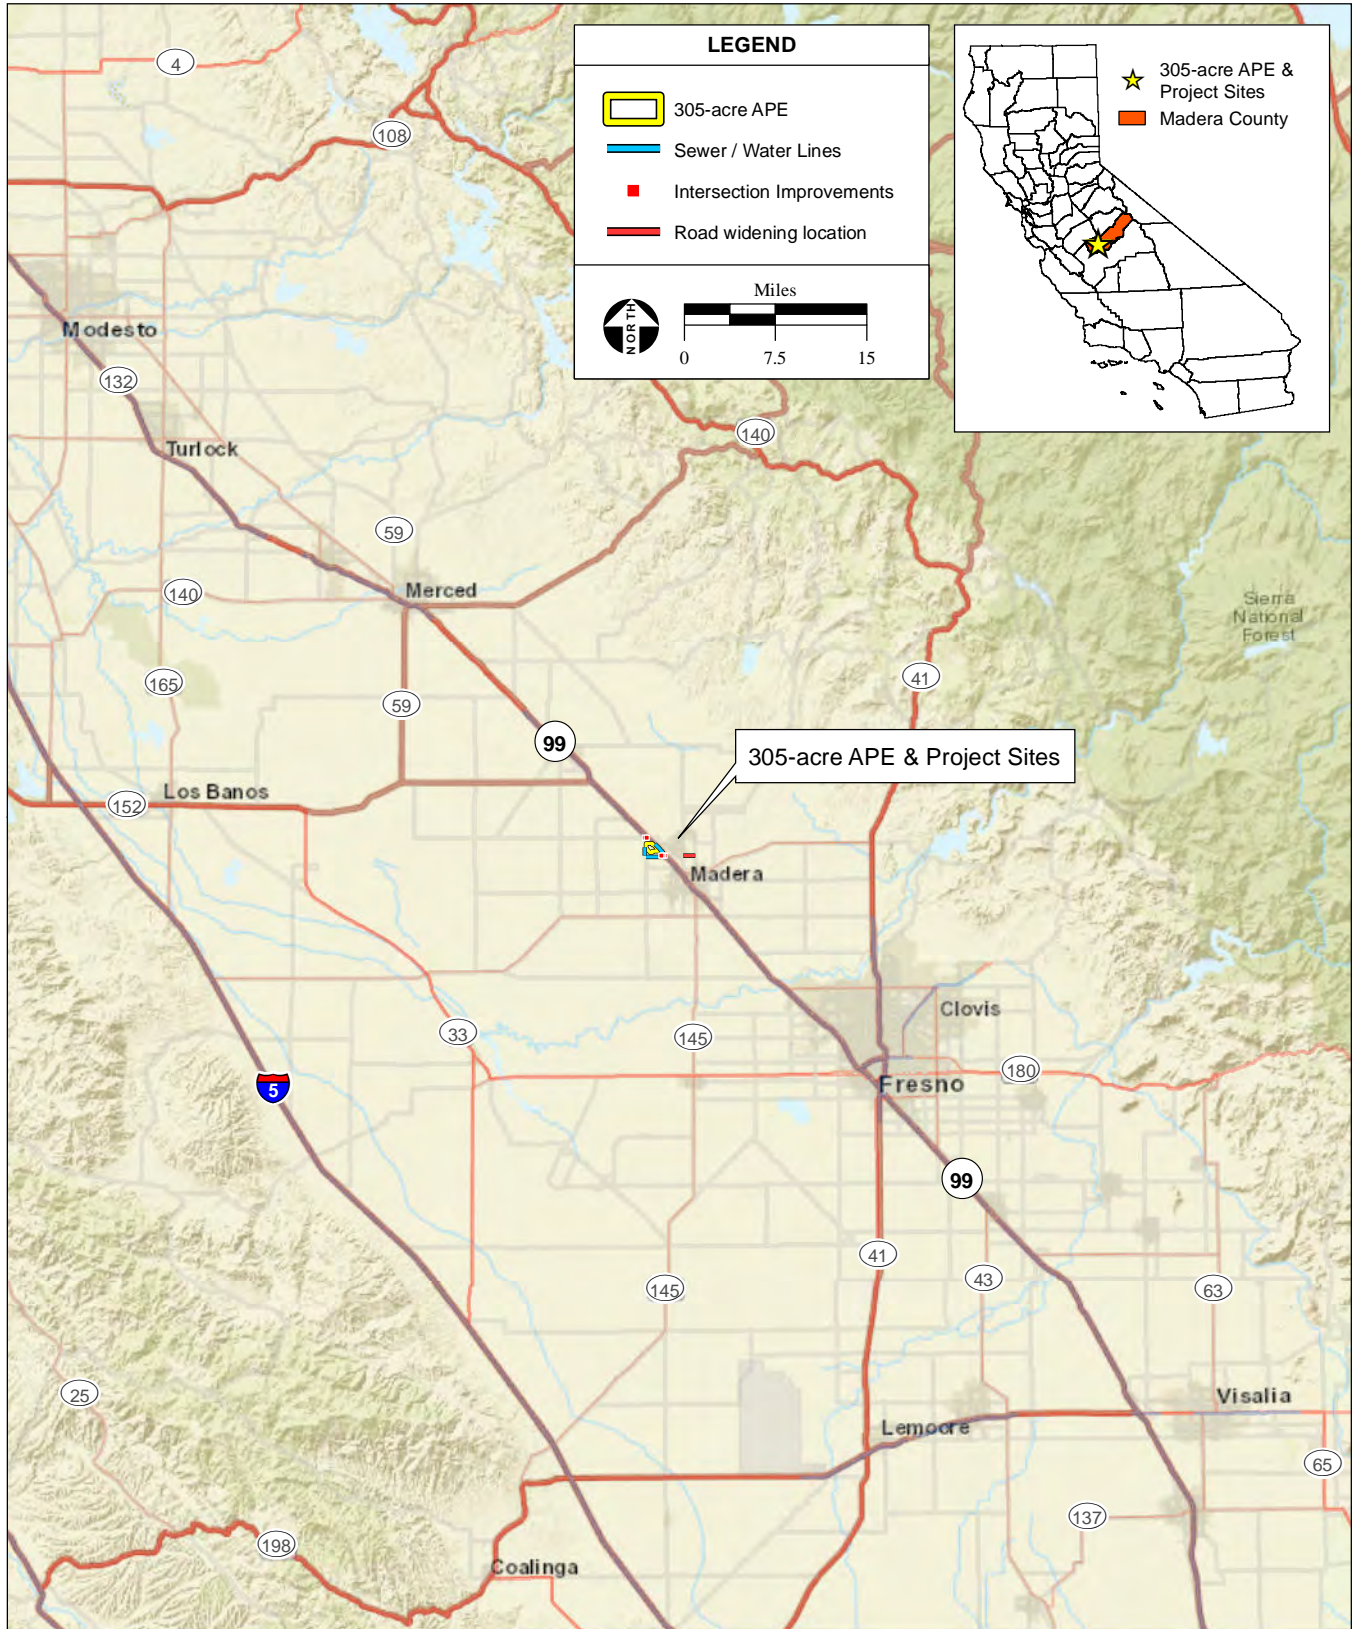 LEGEND
305-acre APE
Sewer / Water Lines
Intersection Improvements
Road widening location
NORTH
Miles
0 7.5 15
305-acre APE &
Project Sites
Madera County
4
108
Modesto
132
Turlock
140
59
Merced
140
Sierra
National
Forest
165
59
41
99
305-acre APE & Project Sites
Los Banos
152
Madera
Clovis
33
145
180
Fresno
5
99
41
43
63
145
25
Visalia
Lemoore
65
137
198
Coalinga